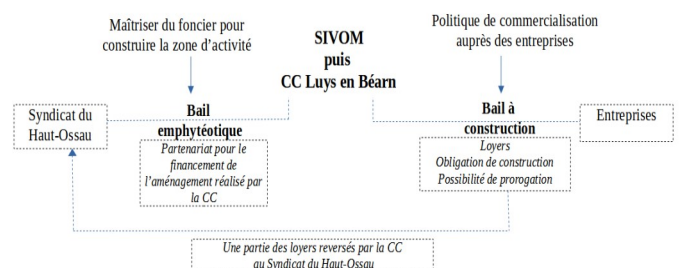 Maîtriser du foncier pour
construire la zone d'activité
SIVOM
puis
CC Luys en Béarn
Politique de commercialisation
auprès des entreprises
Syndicat du
Haut-Ossau
Bail
emphytéotique
Partenariat pour le
financement de
l'aménagement réalisé par
la CC
Bail à
construction
Loyers
Obligation de construction
Possibilité de prorogation
Entreprises
Une partie des loyers reversés par la CC
au Syndicat du Haut-Ossau